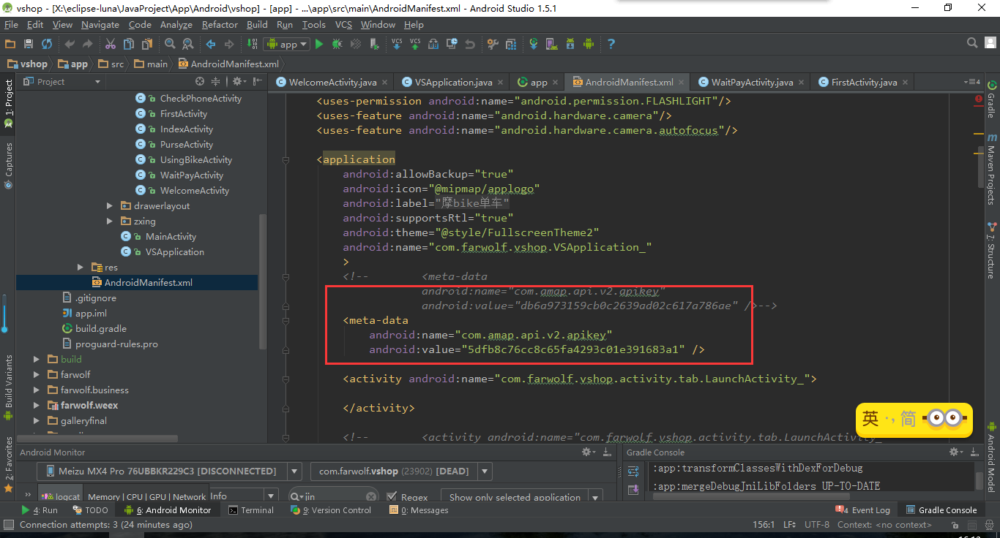 vshop - [X:\eclipse-luna\JavaProject\App\Android\vshop] - [app] - ...\app\src\main\AndroidManifest.xml - Android Studio 1.5.1
File Edit View Navigate Code Analyze Refactor Build Run Tools VCS Window Help
app
vshop app src main AndroidManifest.xml
Project
WelcomeActivity.java VSApplication.java app AndroidManifest.xml WaitPayActivity.java FirstActivity.java
1: Project
Captures
Build Variants
2: Favorites
CheckPhoneActivity
FirstActivity
IndexActivity
PurseActivity
UsingBikeActivity
WaitPayActivity
WelcomeActivity
drawerlayout
zxing
MainActivity
VSApplication
res
AndroidManifest.xml
.gitignore
app.iml
build.gradle
proguard-rules.pro
build
farwolf
farwolf.business
farwolf.weex
galleryfinal
<uses-permission android:name="android.permission.FLASHLIGHT"/>
<uses-feature android:name="android.hardware.camera"/>
<uses-feature android:name="android.hardware.camera.autofocus"/>
<application
android:allowBackup="true"
android:icon="@mipmap/applogo"
android:label="摩bike单车"
android:supportsRtl="true"
android:theme="@style/FullscreenTheme2"
android:name="com.farwolf.vshop.VSApplication_"
>
<!-- <meta-data
android:name="com.amap.api.v2.apikey"
android:value="db6a973159cb0c2639ad02c617a786ae" />-->
<meta-data
android:name="com.amap.api.v2.apikey"
android:value="5dfb8c76cc8c65fa4293c01e391683a1" />
<activity android:name="com.farwolf.vshop.activity.tab.LaunchActivity_">
</activity>
<!-- <activity android:name="com.farwolf.vshop.activity.tab.LaunchActivity_
英 简
Gradle
Maven Projects
7: Structure
Android Model
Android Monitor
Meizu MX4 Pro 76UBBKR229C3 [DISCONNECTED] com.farwolf.vshop (23902) [DEAD]
logcat Memory | CPU | GPU | Network Info Regex Show only selected application
Gradle Console
:app:transformClassesWithDexForDebug
:app:mergeDebugJniLibFolders UP-TO-DATE
4: Run TODO 6: Android Monitor Terminal 9: Version Control 0: Messages 4 Event Log Gradle Console
Connection attempts: 3 (24 minutes ago) 156:1 LF UTF-8 Context: <no context>